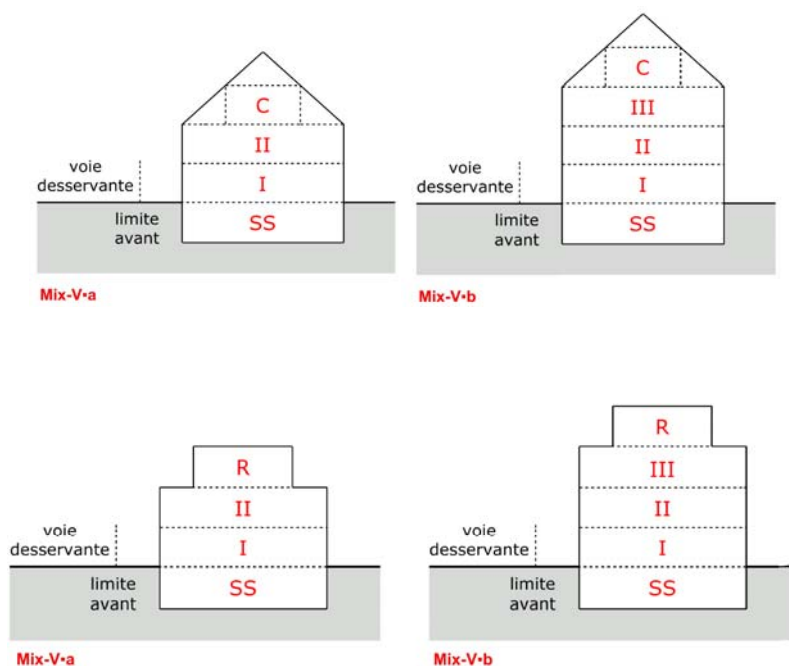 C
II
voie
desservante
I
limite
avant
SS
Mix-V•a
C
III
II
voie
desservante
I
limite
avant
SS
Mix-V•b
R
II
voie
desservante
I
limite
avant
SS
Mix-V•a
R
III
II
voie
desservante
I
limite
avant
SS
Mix-V•b